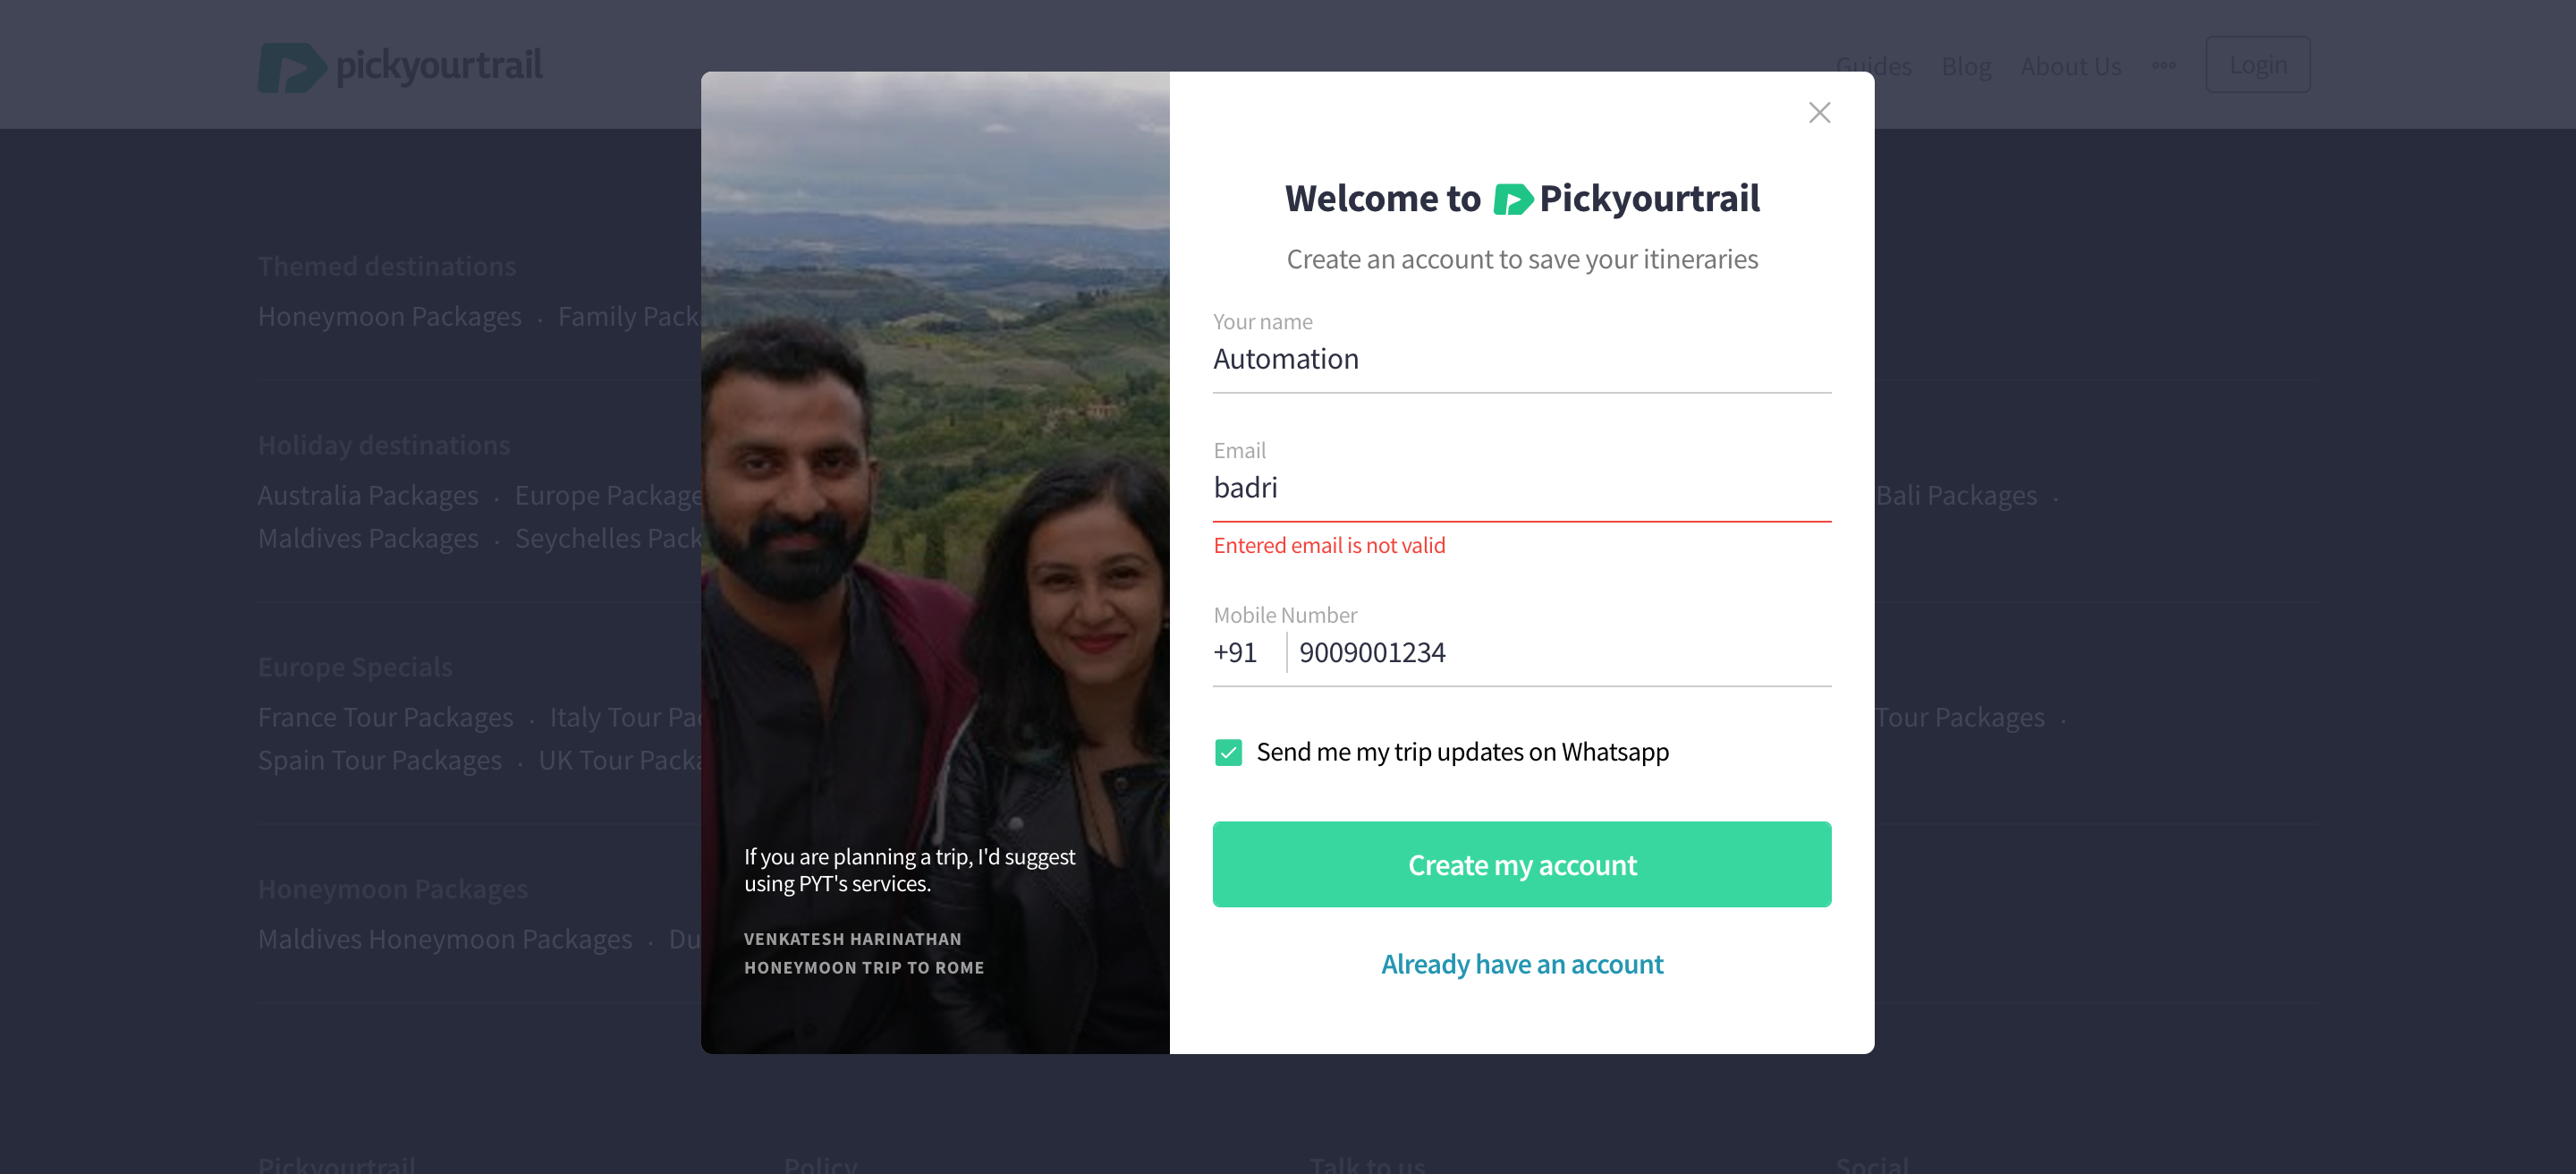 pickyourtrail
Guides Blog About Us Login
Themed destinations
Honeymoon Packages · Family Pack
Holiday destinations
Australia Packages · Europe Package
Bali Packages ·
Maldives Packages · Seychelles Pack
Europe Specials
France Tour Packages · Italy Tour Pa
Tour Packages ·
Spain Tour Packages · UK Tour Pack
Honeymoon Packages
Maldives Honeymoon Packages · Du
Pickyourtrail Policy Talk to us Social
If you are planning a trip, I'd suggest
using PYT's services.
VENKATESH HARINATHAN
HONEYMOON TRIP TO ROME
Welcome to Pickyourtrail
Create an account to save your itineraries
Your name
Automation
Email
badri
Entered email is not valid
Mobile Number
+91 9009001234
Send me my trip updates on Whatsapp
Create my account
Already have an account